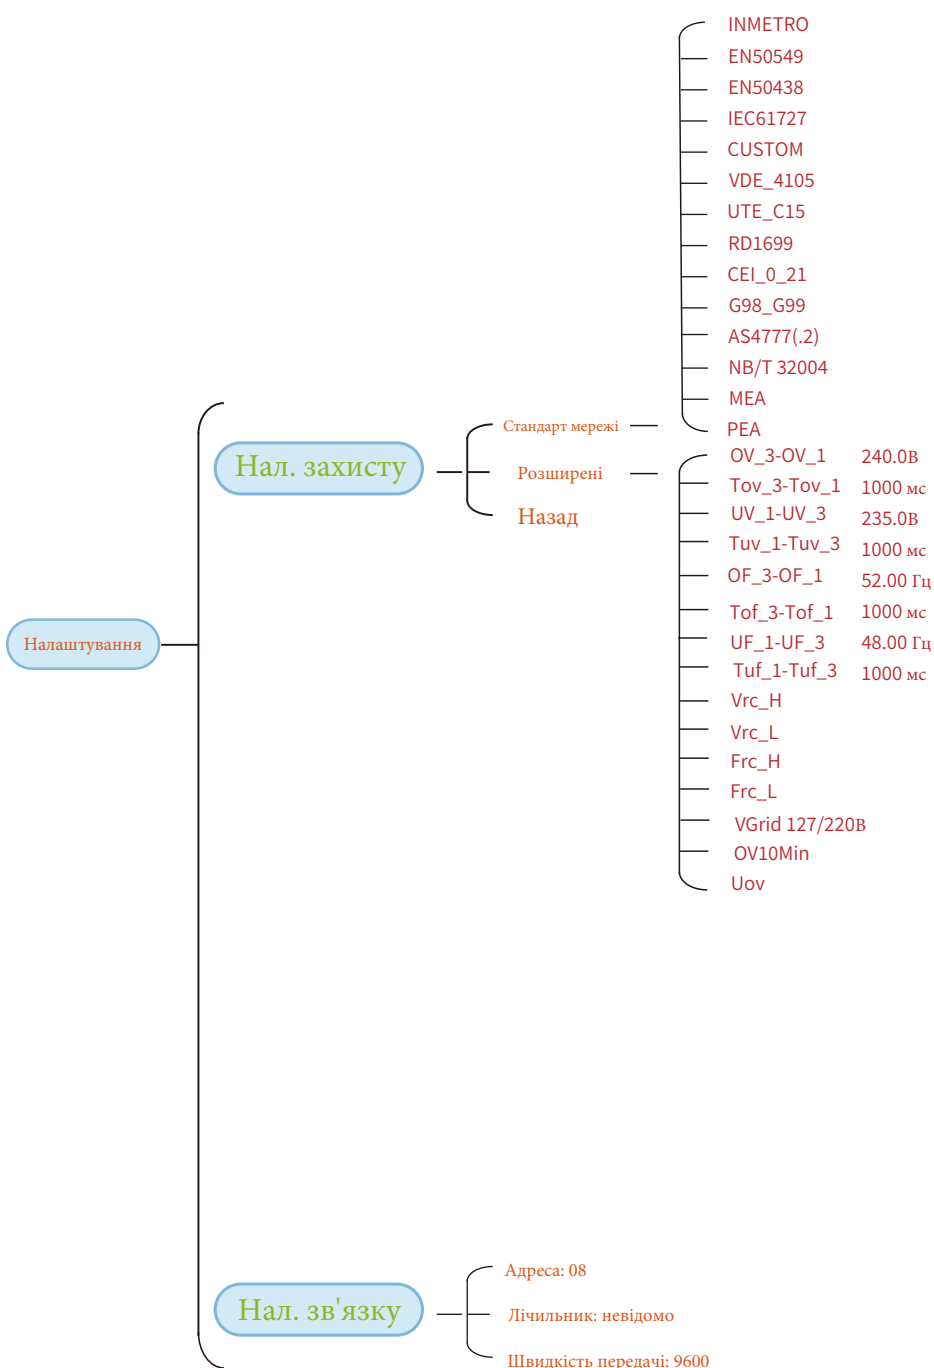 INMETRO
EN50549
EN50438
IEC61727
CUSTOM
VDE_4105
UTE_C15
RD1699
CEI_0_21
G98_G99
AS4777(.2)
NB/T 32004
MEA
PEA
Стандарт мережі
Нал. захисту
Розширені
Назад
OV_3-OV_1 240.0В
Tov_3-Tov_1 1000 мс
UV_1-UV_3 235.0В
Tuv_1-Tuv_3 1000 мс
OF_3-OF_1 52.00 Гц
Tof_3-Tof_1 1000 мс
UF_1-UF_3 48.00 Гц
Tuf_1-Tuf_3 1000 мс
Vrc_H
Vrc_L
Frc_H
Frc_L
VGrid 127/220В
OV10Min
Uov
Налаштування
Нал. зв'язку
Адреса: 08
Лічильник: невідомо
Швидкість передачі: 9600